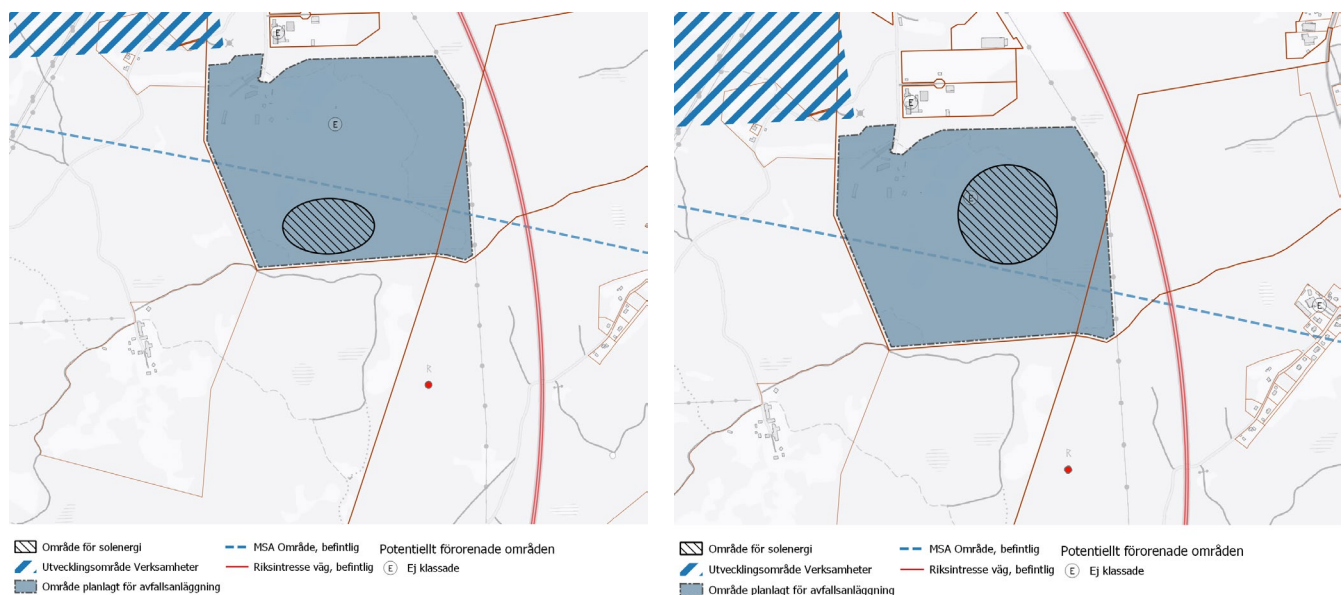 E
E
R
Område för solenergi
MSA Område, befintlig
Potentiellt förorenade områden
Utvecklingsområde Verksamheter
Riksintresse väg, befintlig
E Ej klassade
Område planlagt för avfallsanläggning
E
E
E
R
Område för solenergi
MSA Område, befintlig
Potentiellt förorenade områden
Utvecklingsområde Verksamheter
Riksintresse väg, befintlig
E Ej klassade
Område planlagt för avfallsanläggning